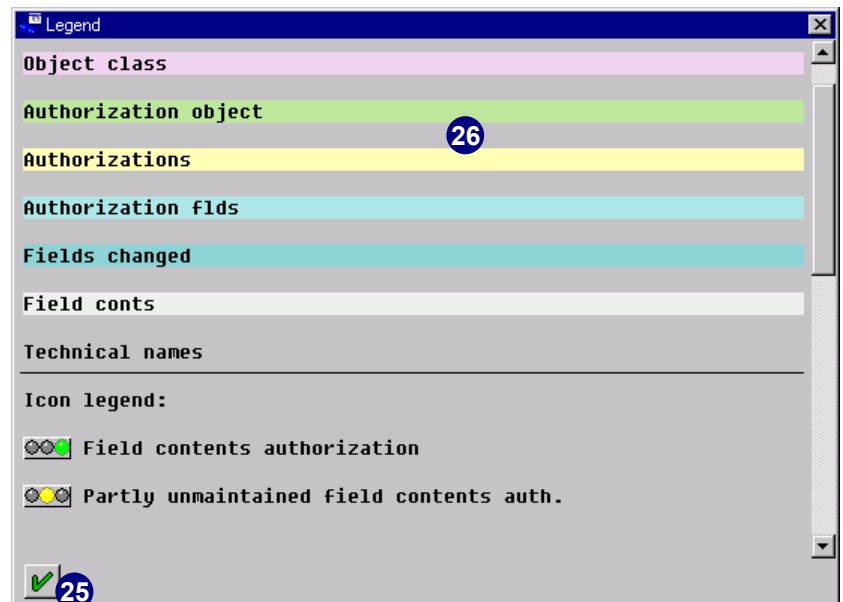 Legend
Object class
Authorization object
26
Authorizations
Authorization flds
Fields changed
Field conts
Technical names
Icon legend:
Field contents authorization
Partly unmaintained field contents auth.
25